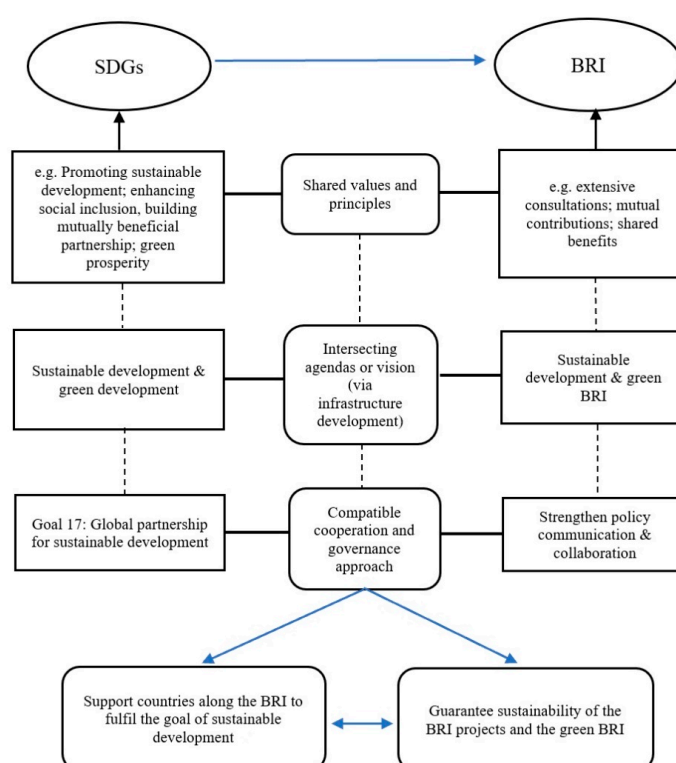 SDGs
BRI
e.g. Promoting sustainable
development; enhancing
social inclusion, building
mutually beneficial
partnership; green
prosperity
Shared values and
principles
e.g. extensive
consultations; mutual
contributions; shared
benefits
Sustainable development &
green development
Intersecting
agendas or vision
(via
infrastructure
development)
Sustainable
development & green
BRI
Goal 17: Global partnership
for sustainable development
Compatible
cooperation and
governance
approach
Strengthen policy
communication &
collaboration
Support countries along the BRI to
fulfil the goal of sustainable
development
Guarantee sustainability of the
BRI projects and the green BRI